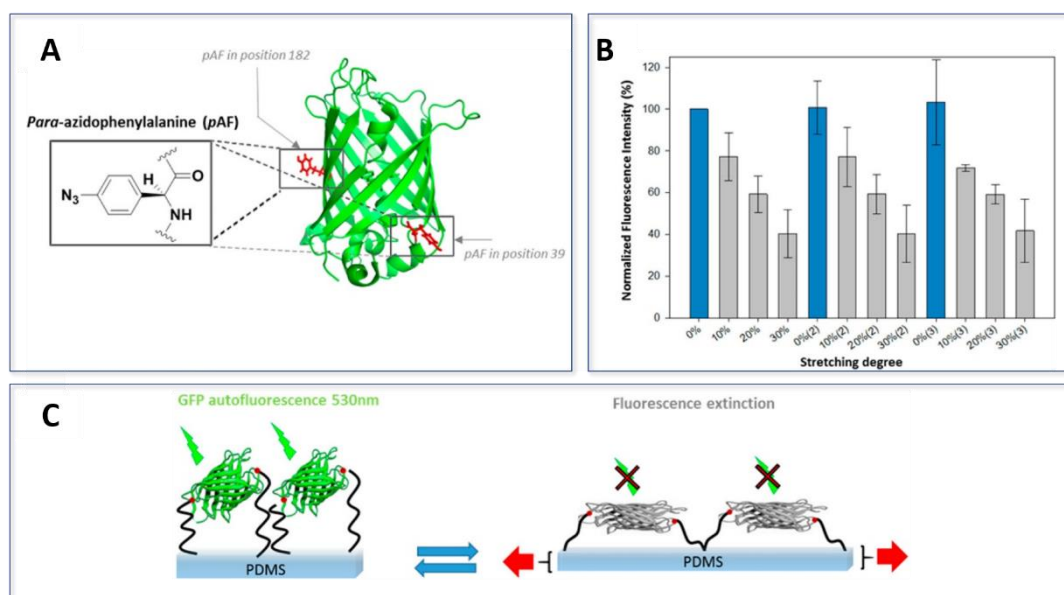 A
pAF in position 182
Para-azidophenylalanine (pAF)
H
O
N₃
NH
pAF in position 39
B
Normalized Fluorescence Intensity (%)
120
100
80
60
40
20
0
0% 10% 20% 30% 0%(2) 10%(2) 20%(2) 30%(2) 0%(3) 10%(3) 20%(3) 30%(3)
Stretching degree
C
GFP autofluorescence 530nm
Fluorescence extinction
PDMS
PDMS